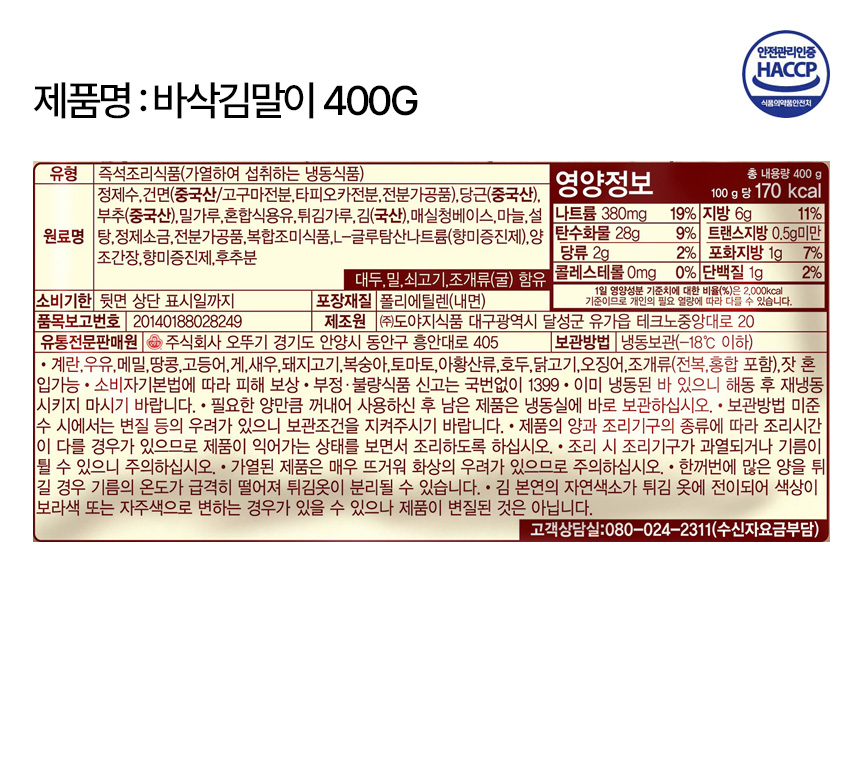 안전관리인증
HACCP
식품의약품안전처
제품명 : 바삭김말이 400G
유형 즉석조리식품(가열하여 섭취하는 냉동식품)
원료명
정제수,건면(중국산/고구마전분,타피오카전분,전분가공품),당근(중국산),
부추(중국산),밀가루,혼합식용유,튀김가루,김(국산),매실청베이스,마늘,설
탕,정제소금,전분가공품,복합조미식품,L-글루탐산나트륨(향미증진제),양
조간장,향미증진제,후추분
대두,밀,쇠고기,조개류(굴) 함유
영양정보
총 내용량 400 g
100 g 당 170 kcal
나트륨 380mg 19% 지방 6g 11%
탄수화물 28g 9% 트랜스지방 0.5g미만
당류 2g 2% 포화지방 1g 7%
콜레스테롤 0mg 0% 단백질 1g 2%
1일 영양성분 기준치에 대한 비율(%)은 2,000kcal
기준이므로 개인의 필요 열량에 따라 다를 수 있습니다.
소비기한 뒷면 상단 표시일까지 포장재질 폴리에틸렌(내면)
품목보고번호 20140188028249 제조원 ㈜도야지식품 대구광역시 달성군 유가읍 테크노중앙대로 20
유통전문판매원 주식회사 오뚜기 경기도 안양시 동안구 흥안대로 405 보관방법 냉동보관(-18℃ 이하)
• 계란,우유,메밀,땅콩,고등어,게,새우,돼지고기,복숭아,토마토,아황산류,호두,닭고기,오징어,조개류(전복,홍합 포함),잣 혼
입가능 • 소비자기본법에 따라 피해 보상 • 부정·불량식품 신고는 국번없이 1399 • 이미 냉동된 바 있으니 해동 후 재냉동
시키지 마시기 바랍니다. • 필요한 양만큼 꺼내어 사용하신 후 남은 제품은 냉동실에 바로 보관하십시오. • 보관방법 미준
수 시에는 변질 등의 우려가 있으니 보관조건을 지켜주시기 바랍니다. • 제품의 양과 조리기구의 종류에 따라 조리시간
이 다를 경우가 있으므로 제품이 익어가는 상태를 보면서 조리하도록 하십시오. • 조리 시 조리기구가 과열되거나 기름이
튈 수 있으니 주의하십시오. • 가열된 제품은 매우 뜨거워 화상의 우려가 있으므로 주의하십시오. • 한꺼번에 많은 양을 튀
길 경우 기름의 온도가 급격히 떨어져 튀김옷이 분리될 수 있습니다. • 김 본연의 자연색소가 튀김 옷에 전이되어 색상이
보라색 또는 자주색으로 변하는 경우가 있을 수 있으나 제품이 변질된 것은 아닙니다.
고객상담실:080-024-2311(수신자요금부담)